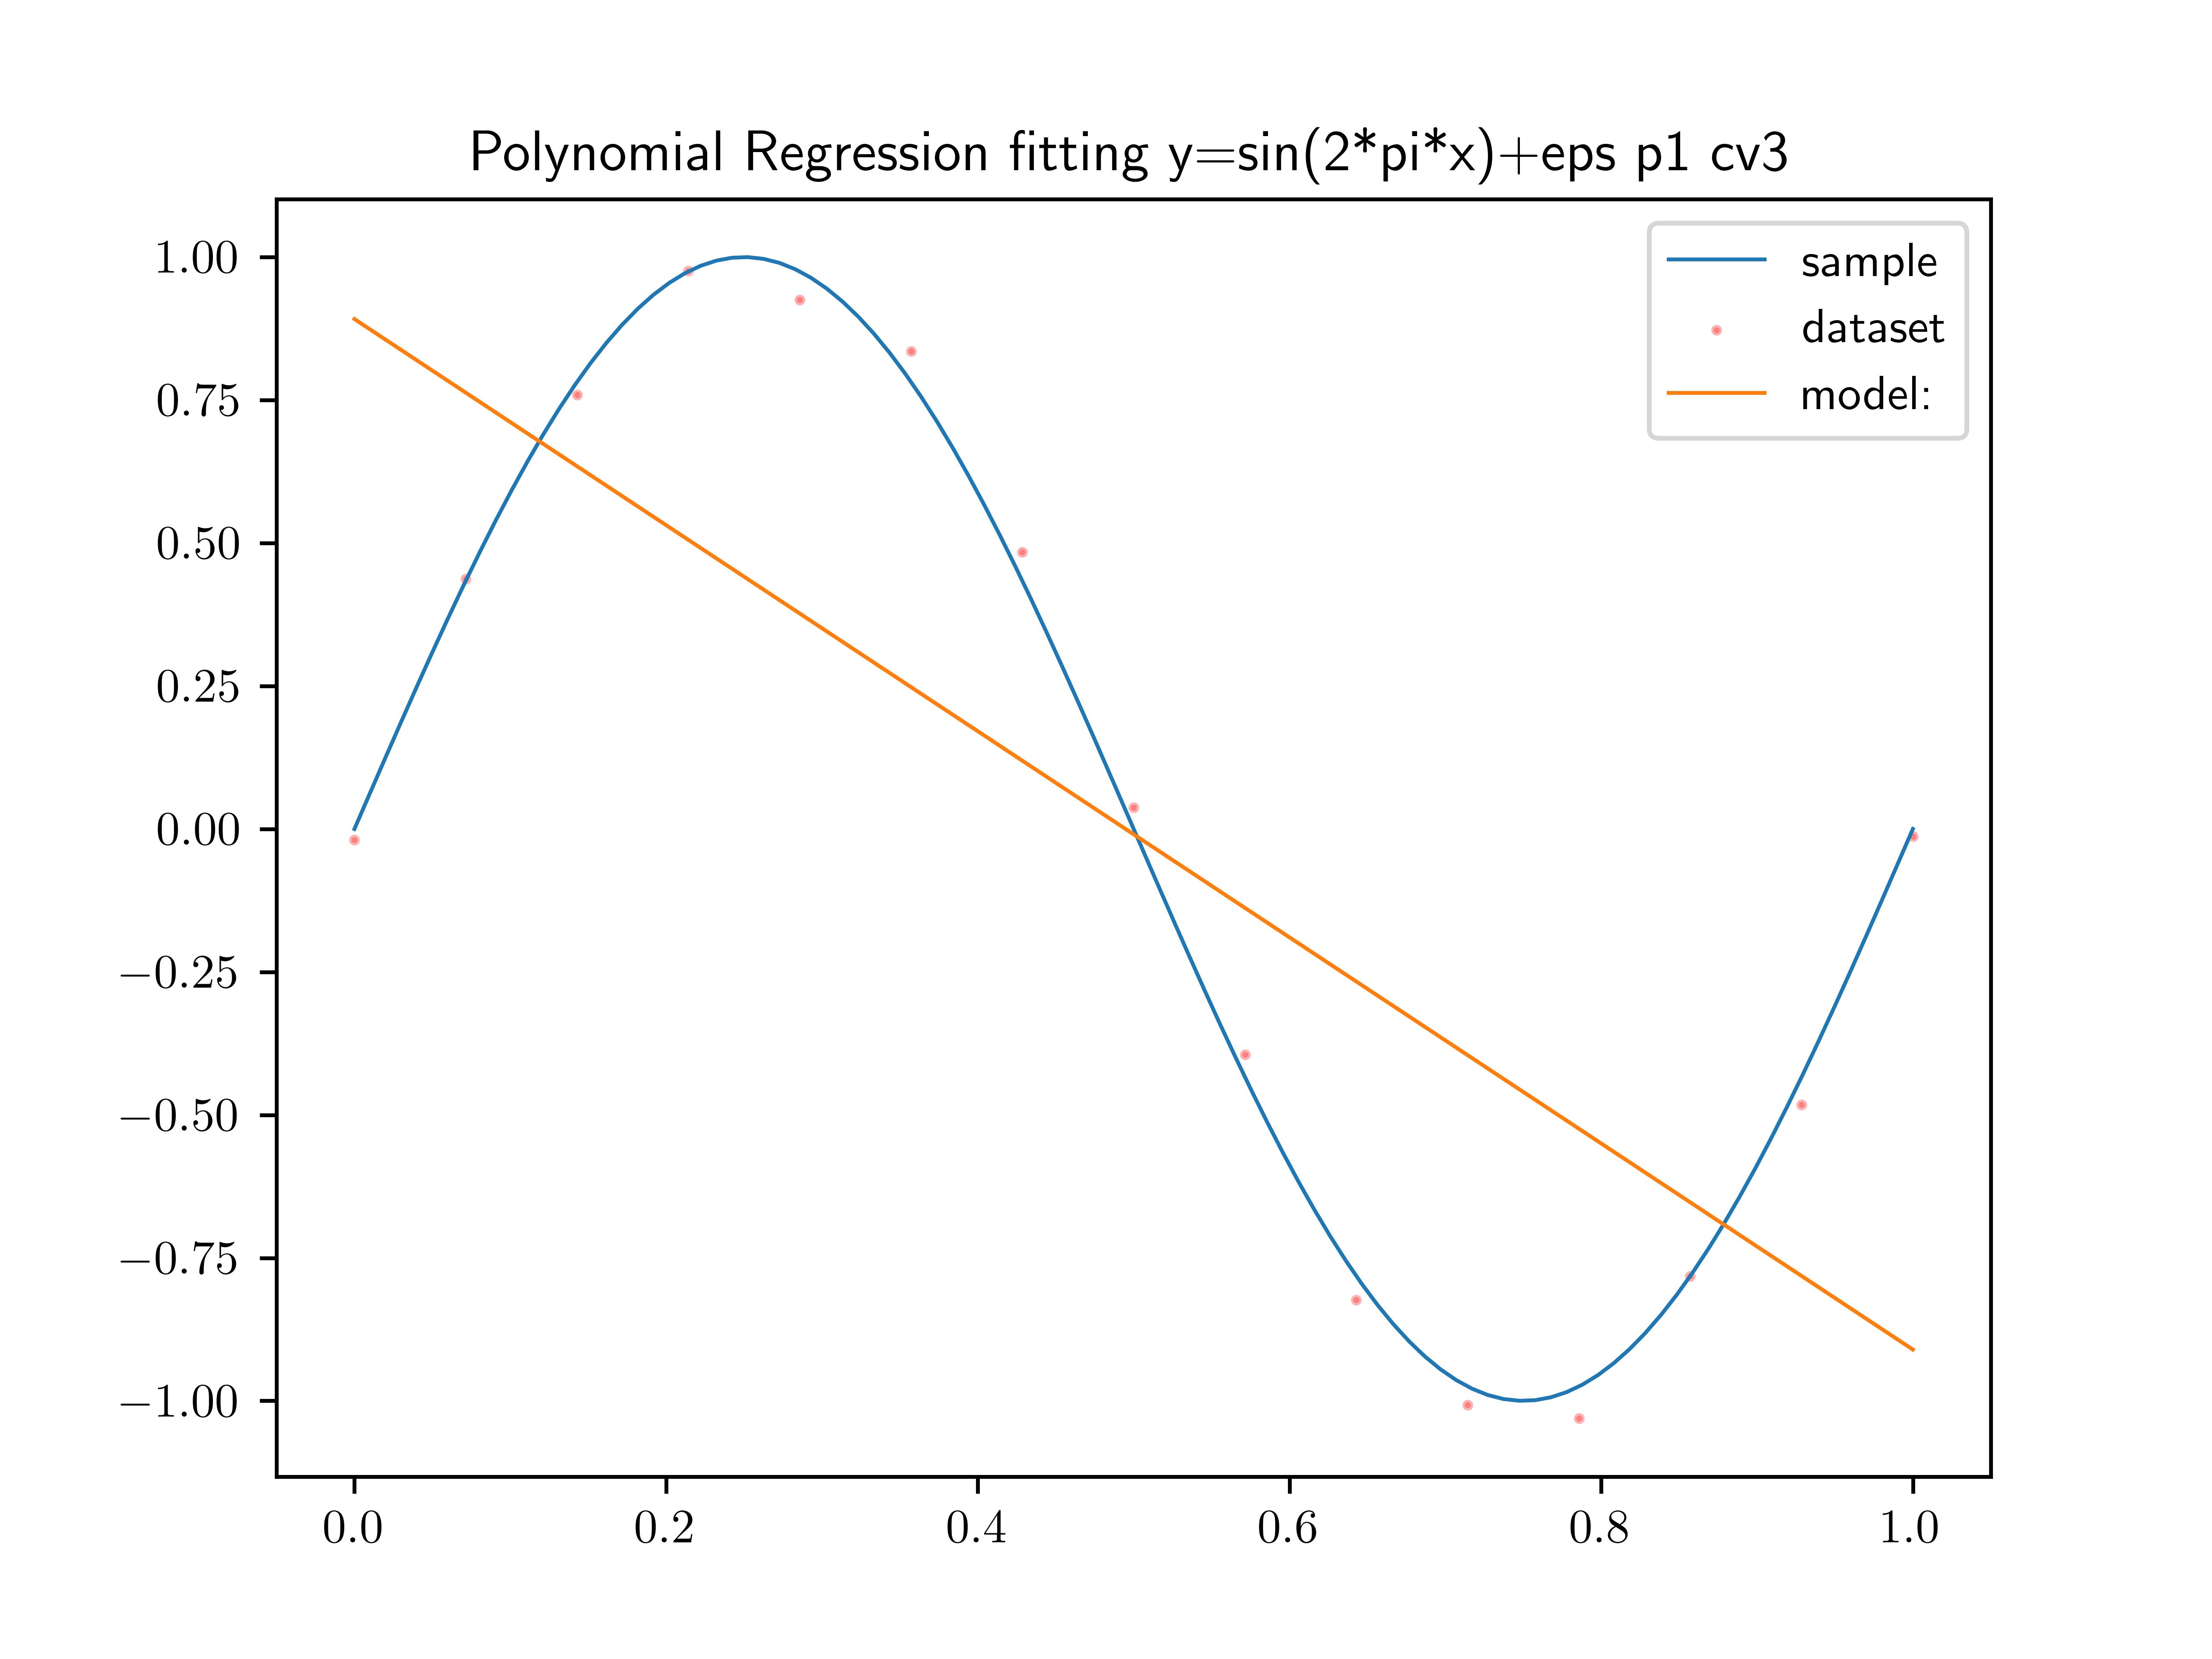 Polynomial Regression fitting y=sin(2*pi*x)+eps p1 cv3
sample
dataset
model:
1.00
0.75
0.50
0.25
0.00
−0.25
−0.50
−0.75
−1.00
0.0 0.2 0.4 0.6 0.8 1.0